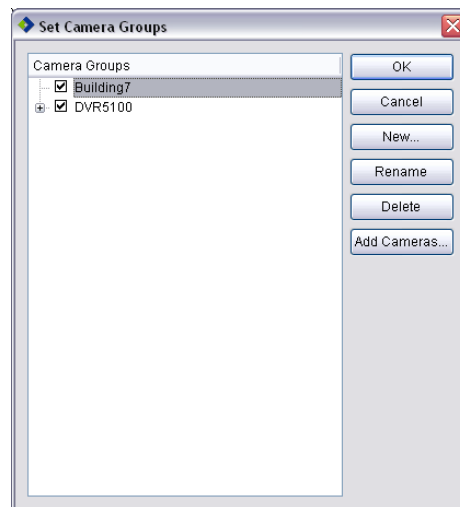 Set Camera Groups
Camera Groups
Building7
DVR5100
OK
Cancel
New...
Rename
Delete
Add Cameras...